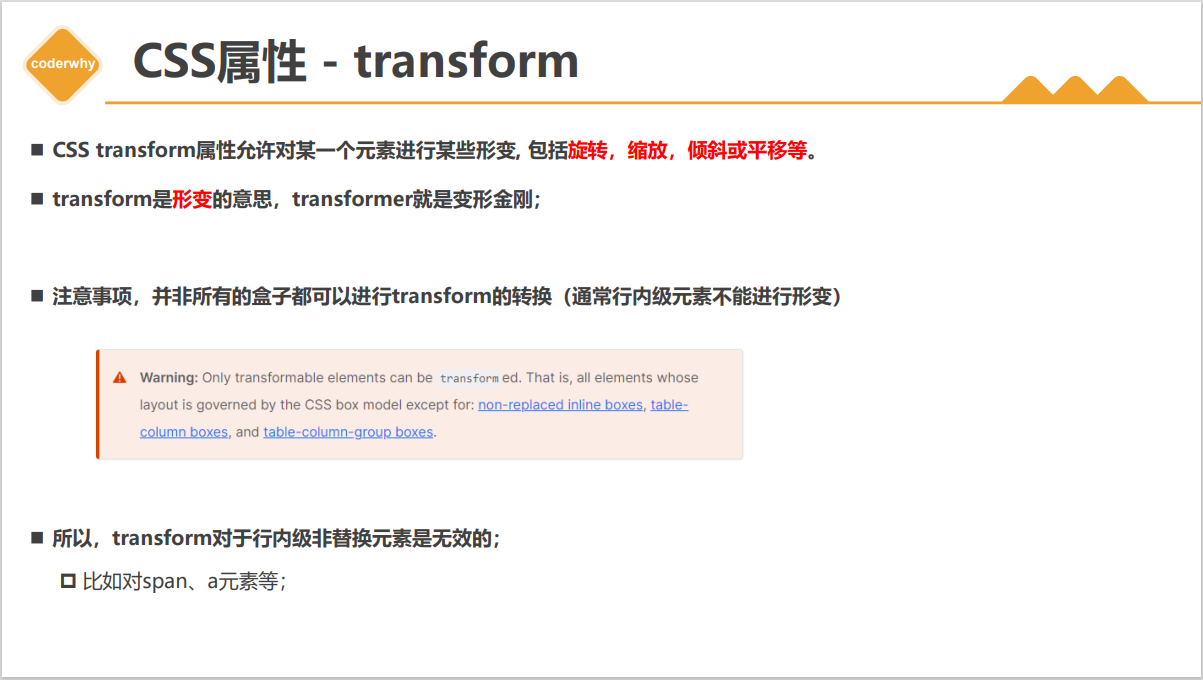 coderwhy
CSS属性 - transform
CSS transform属性允许对某一个元素进行某些形变, 包括旋转，缩放，倾斜或平移等。
transform是形变的意思，transformer就是变形金刚；
注意事项，并非所有的盒子都可以进行transform的转换（通常行内级元素不能进行形变）
Warning: Only transformable elements can be transformed. That is, all elements whose
layout is governed by the CSS box model except for: non-replaced inline boxes, table-
column boxes, and table-column-group boxes.
所以，transform对于行内级非替换元素是无效的；
比如对span、a元素等；